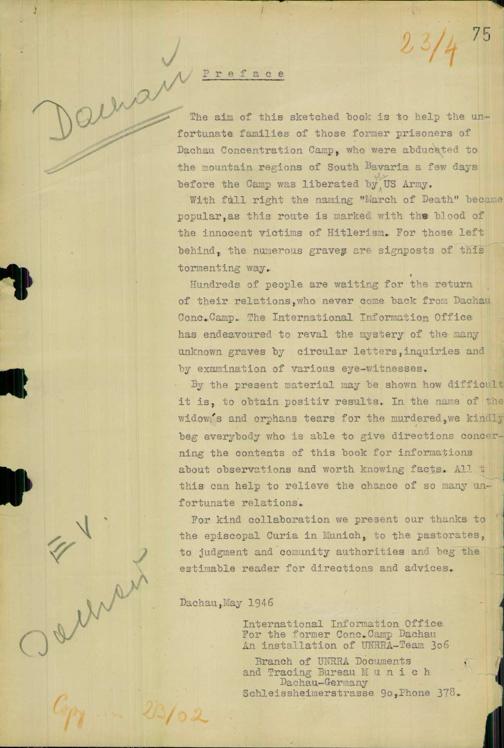 75
23/4
Dachau
Preface
The aim of this sketched book is to help the un-
fortunate families of those former prisoners of
Dachau Concentration Camp, who were abducated to
the mountain regions of South Bavaria a few days
before the Camp was liberated by US Army.
With full right the naming "March of Death" became
popular,as this route is marked with the blood of
the innocent victims of Hitlerism. For those left
behind, the numerous graves are signposts of this
tormenting way.
Hundreds of people are waiting for the return
of their relations,who never come back from Dachau
Conc.Camp. The International Information Office
has endeavoured to reval the mystery of the many
unknown graves by circular letters,inquiries and
by examination of various eye-witnesses.
By the present material may be shown how difficult
it is, to obtain positiv results. In the name of the
widow's and orphans tears for the murdered,we kindly
beg everybody who is able to give directions concer-
ning the contents of this book for informations
about observations and worth knowing facts. All
this can help to relieve the chance of so many un-
fortunate relations.
For kind collaboration we present our thanks to
the episcopal Curia in Munich, to the pastorates,
to judgment and comunity authorities and beg the
estimable reader for directions and advices.
Dachau,May 1946
International Information Office
For the former Conc.Camp Dachau
An installation of UNRRA-Team 3o6
Branch of UNRRA Documents
and Tracing Bureau Munich
Dachau-Germany
Schleissheimerstrasse 9o,Phone 378.
Dachau
Copy